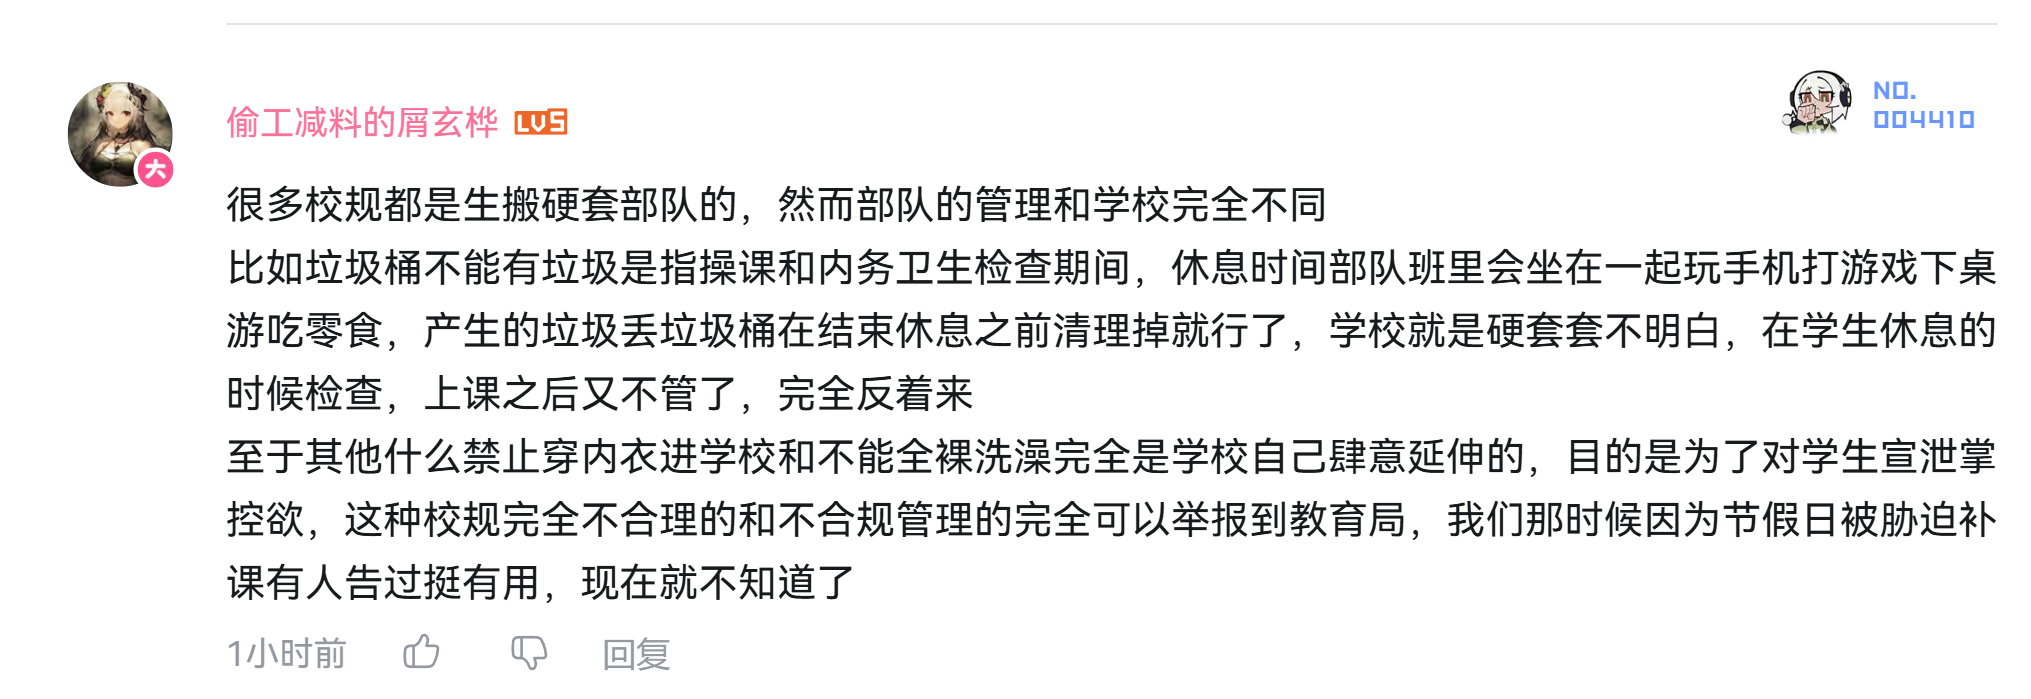 偷工减料的屑玄桦 LV5
NO.
004410
大
很多校规都是生搬硬套部队的，然而部队的管理和学校完全不同
比如垃圾桶不能有垃圾是指操课和内务卫生检查期间，休息时间部队班里会坐在一起玩手机打游戏下桌
游吃零食，产生的垃圾丢垃圾桶在结束休息之前清理掉就行了，学校就是硬套套不明白，在学生休息的
时候检查，上课之后又不管了，完全反着来
至于其他什么禁止穿内衣进学校和不能全裸洗澡完全是学校自己肆意延伸的，目的是为了对学生宣泄掌
控欲，这种校规完全不合理的和不合规管理的完全可以举报到教育局，我们那时候因为节假日被胁迫补
课有人告过挺有用，现在就不知道了
1小时前 回复